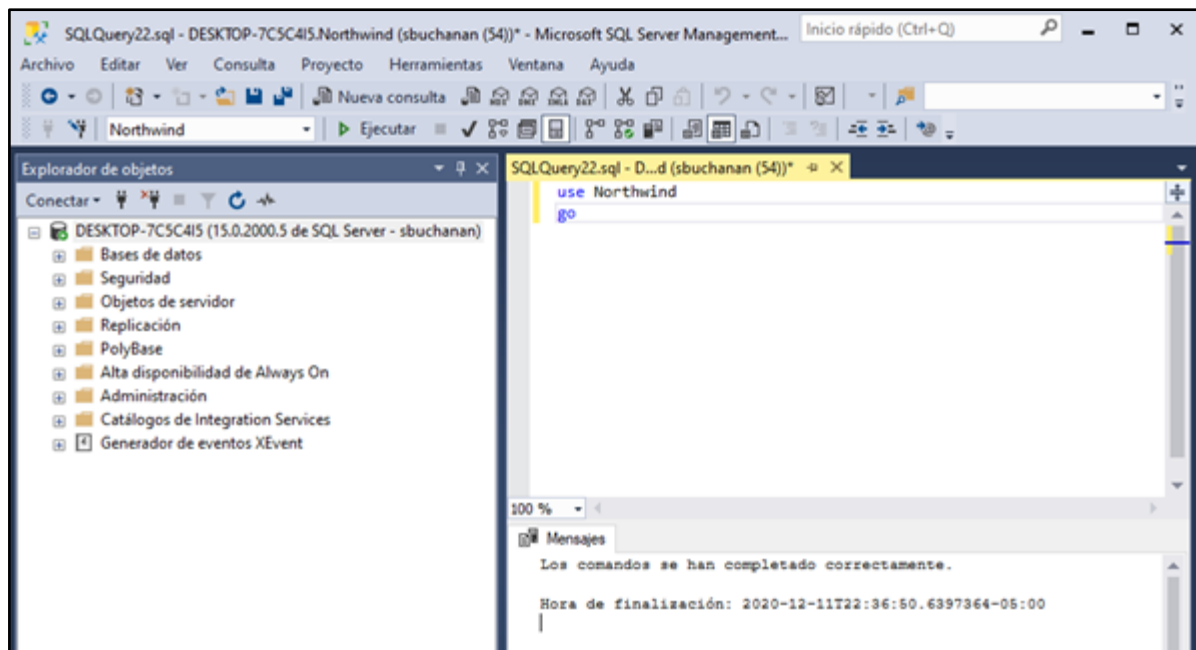 SQLQuery22.sql - DESKTOP-7C5C4I5.Northwind (sbuchanan (54))* - Microsoft SQL Server Management...
Inicio rápido (Ctrl+Q)
Archivo Editar Ver Consulta Proyecto Herramientas Ventana Ayuda
Nueva consulta
Northwind
Ejecutar
Explorador de objetos
Conectar
DESKTOP-7C5C4I5 (15.0.2000.5 de SQL Server - sbuchanan)
Bases de datos
Seguridad
Objetos de servidor
Replicación
PolyBase
Alta disponibilidad de Always On
Administración
Catálogos de Integration Services
Generador de eventos XEvent
SQLQuery22.sql - D...d (sbuchanan (54))*
use Northwind
go
100 %
Mensajes
Los comandos se han completado correctamente.
Hora de finalización: 2020-12-11T22:36:50.6397364-05:00